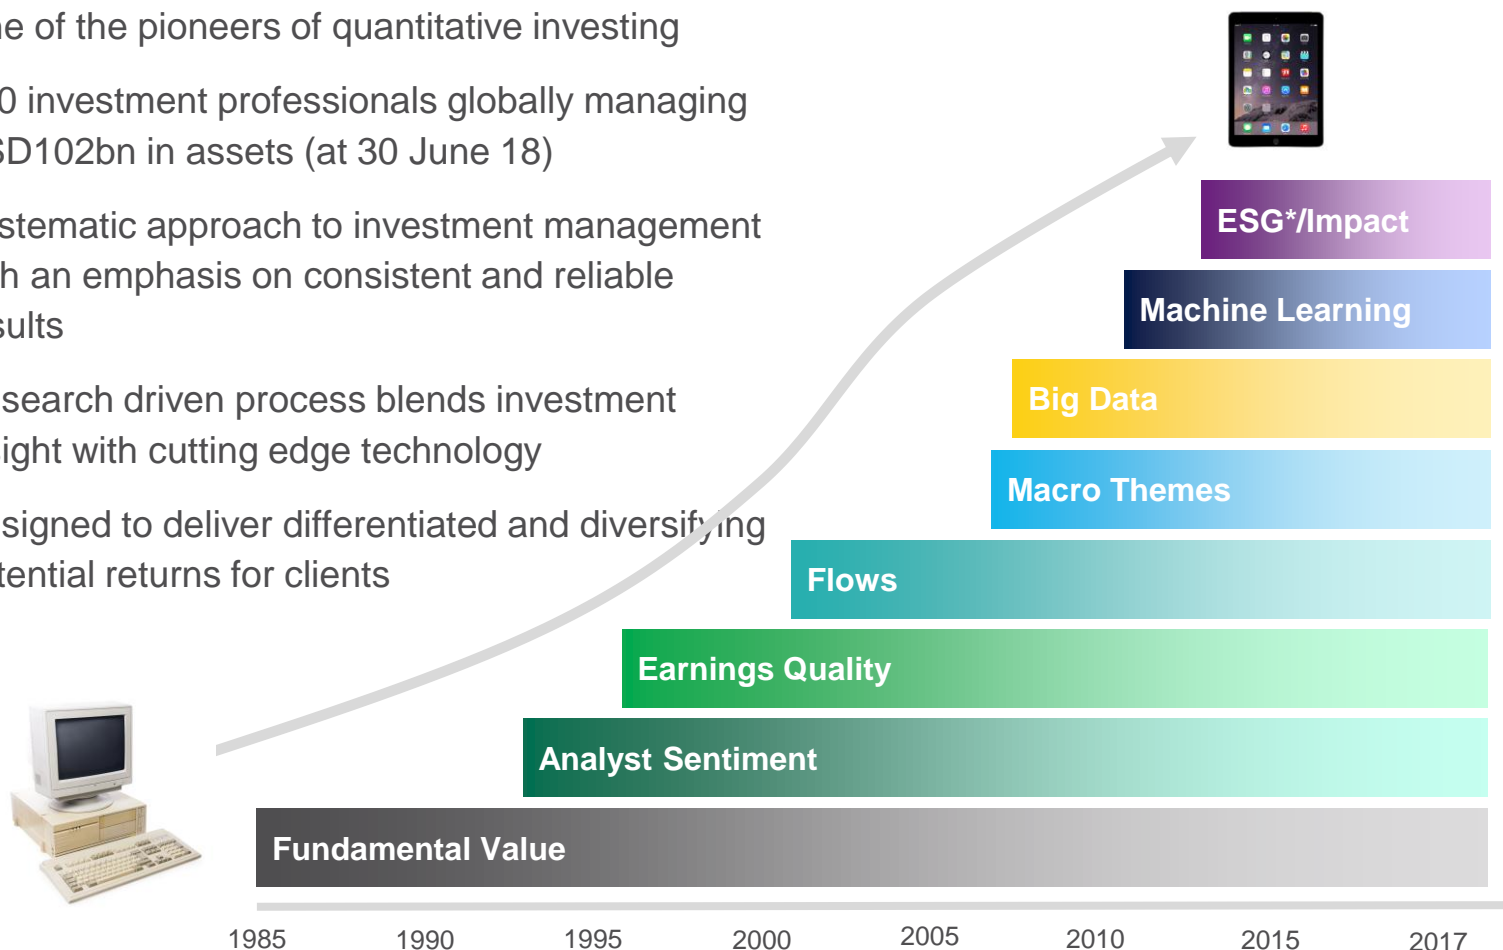 ne of the pioneers of quantitative investing
0 investment professionals globally managing
SD102bn in assets (at 30 June 18)
stematic approach to investment management
h an emphasis on consistent and reliable
sults
search driven process blends investment
sight with cutting edge technology
signed to deliver differentiated and diversifying
tential returns for clients
ESG*/Impact
Machine Learning
Big Data
Macro Themes
Flows
Earnings Quality
Analyst Sentiment
Fundamental Value
1985 1990 1995 2000 2005 2010 2015 2017